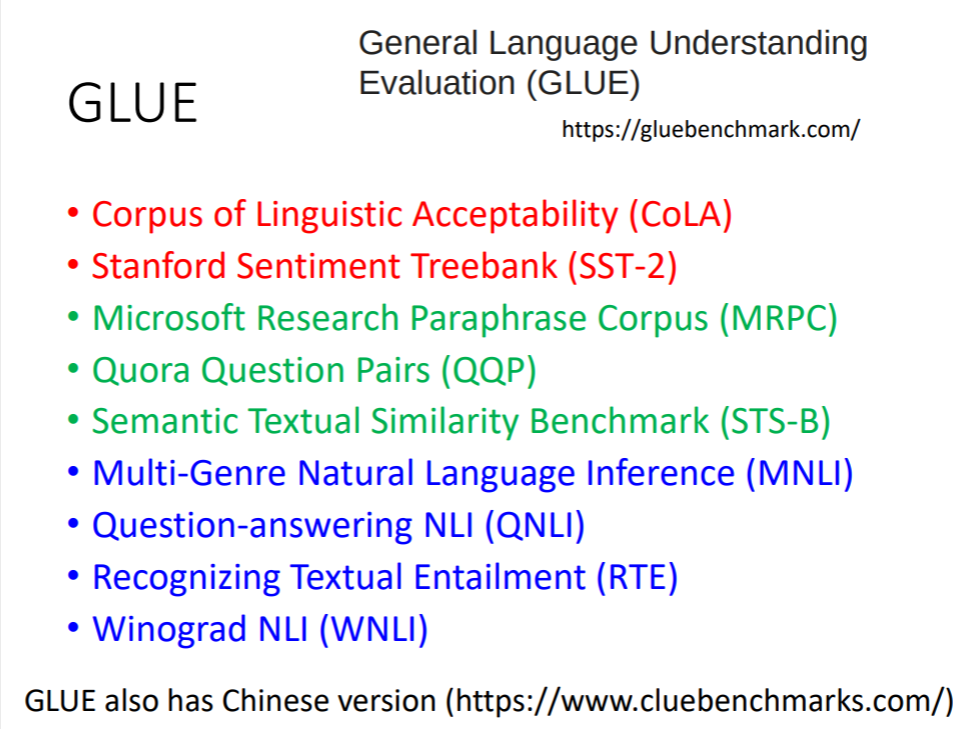 General Language Understanding
Evaluation (GLUE)
GLUE
https://gluebenchmark.com/
• Corpus of Linguistic Acceptability (CoLA)
• Stanford Sentiment Treebank (SST-2)
• Microsoft Research Paraphrase Corpus (MRPC)
• Quora Question Pairs (QQP)
• Semantic Textual Similarity Benchmark (STS-B)
• Multi-Genre Natural Language Inference (MNLI)
• Question-answering NLI (QNLI)
• Recognizing Textual Entailment (RTE)
• Winograd NLI (WNLI)
GLUE also has Chinese version (https://www.cluebenchmarks.com/)